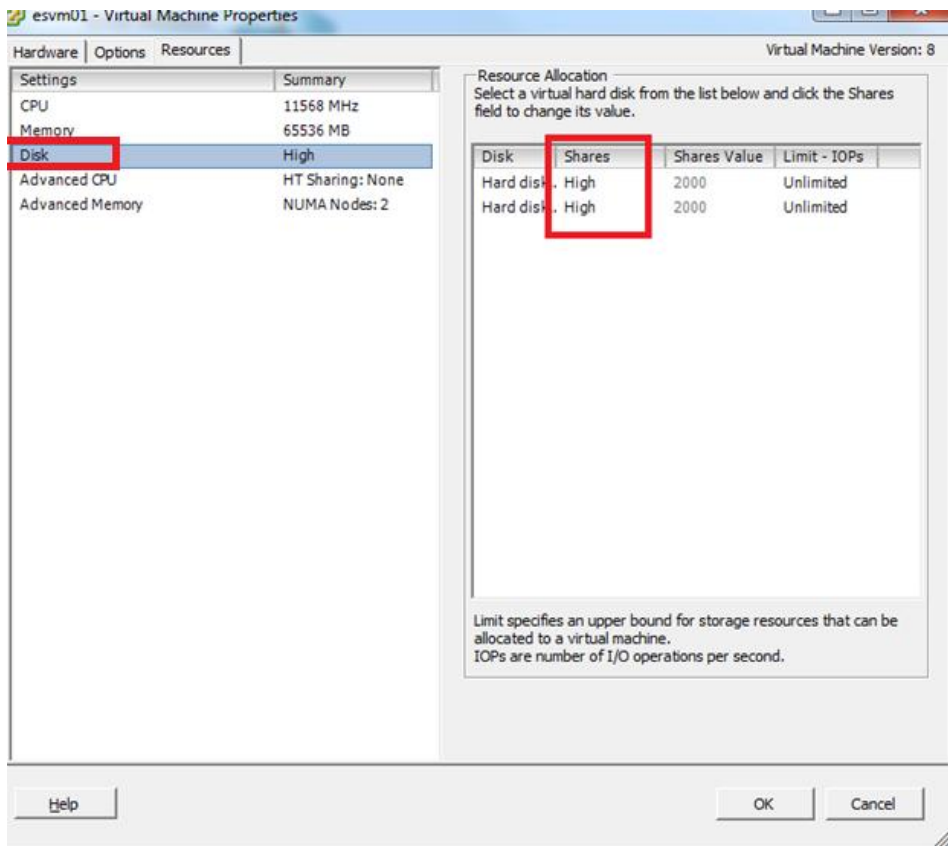 esvm01 - Virtual Machine Properties
Hardware Options Resources Virtual Machine Version: 8
Settings Summary
CPU 11568 MHz
Memory 65536 MB
Disk High
Advanced CPU HT Sharing: None
Advanced Memory NUMA Nodes: 2
Resource Allocation
Select a virtual hard disk from the list below and click the Shares
field to change its value.
Disk Shares Shares Value Limit - IOPs
Hard disk... High 2000 Unlimited
Hard disk... High 2000 Unlimited
Limit specifies an upper bound for storage resources that can be
allocated to a virtual machine.
IOPs are number of I/O operations per second.
Help OK Cancel